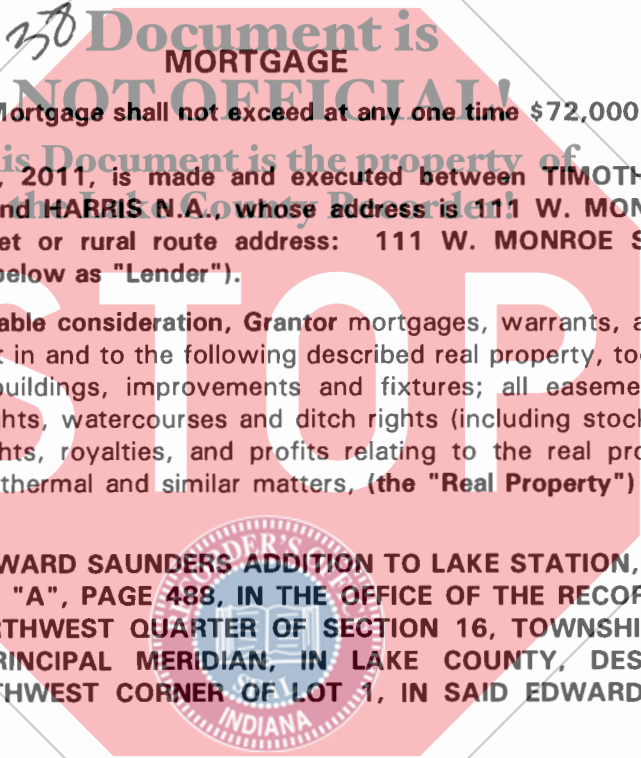 38
Document is
MORTGAGE
NOT OFFICIAL!
Mortgage shall not exceed at any one time $72,000
is Document is the property of
, 2011, is made and executed between TIMOTH
the Lake County Recorder!
nd HARRIS N.A., whose address is 111 W. MON
et or rural route address: 111 W. MONROE S
below as "Lender").
STOP
able consideration, Grantor mortgages, warrants, a
t in and to the following described real property, to
buildings, improvements and fixtures; all easeme
ghts, watercourses and ditch rights (including stock
hts, royalties, and profits relating to the real pro
thermal and similar matters, (the "Real Property")
RECORDER'S OFFICE
WARD SAUNDERS ADDITION TO LAKE STATION,
"A", PAGE 488, IN THE OFFICE OF THE RECOR
RTHWEST QUARTER OF SECTION 16, TOWNSHI
RINCIPAL MERIDIAN, IN LAKE COUNTY, DES
SEAL
THWEST CORNER OF LOT 1, IN SAID EDWARD
INDIANA